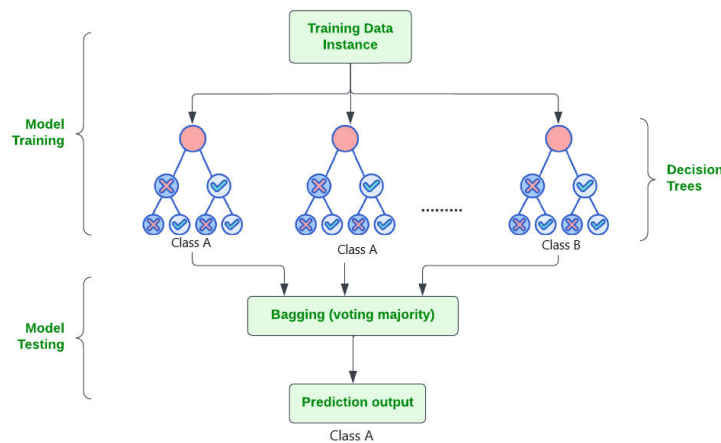 Training Data
Instance
Model
Training
Decision
Trees
.........
Class A
Class A
Class B
Bagging (voting majority)
Model
Testing
Prediction output
Class A